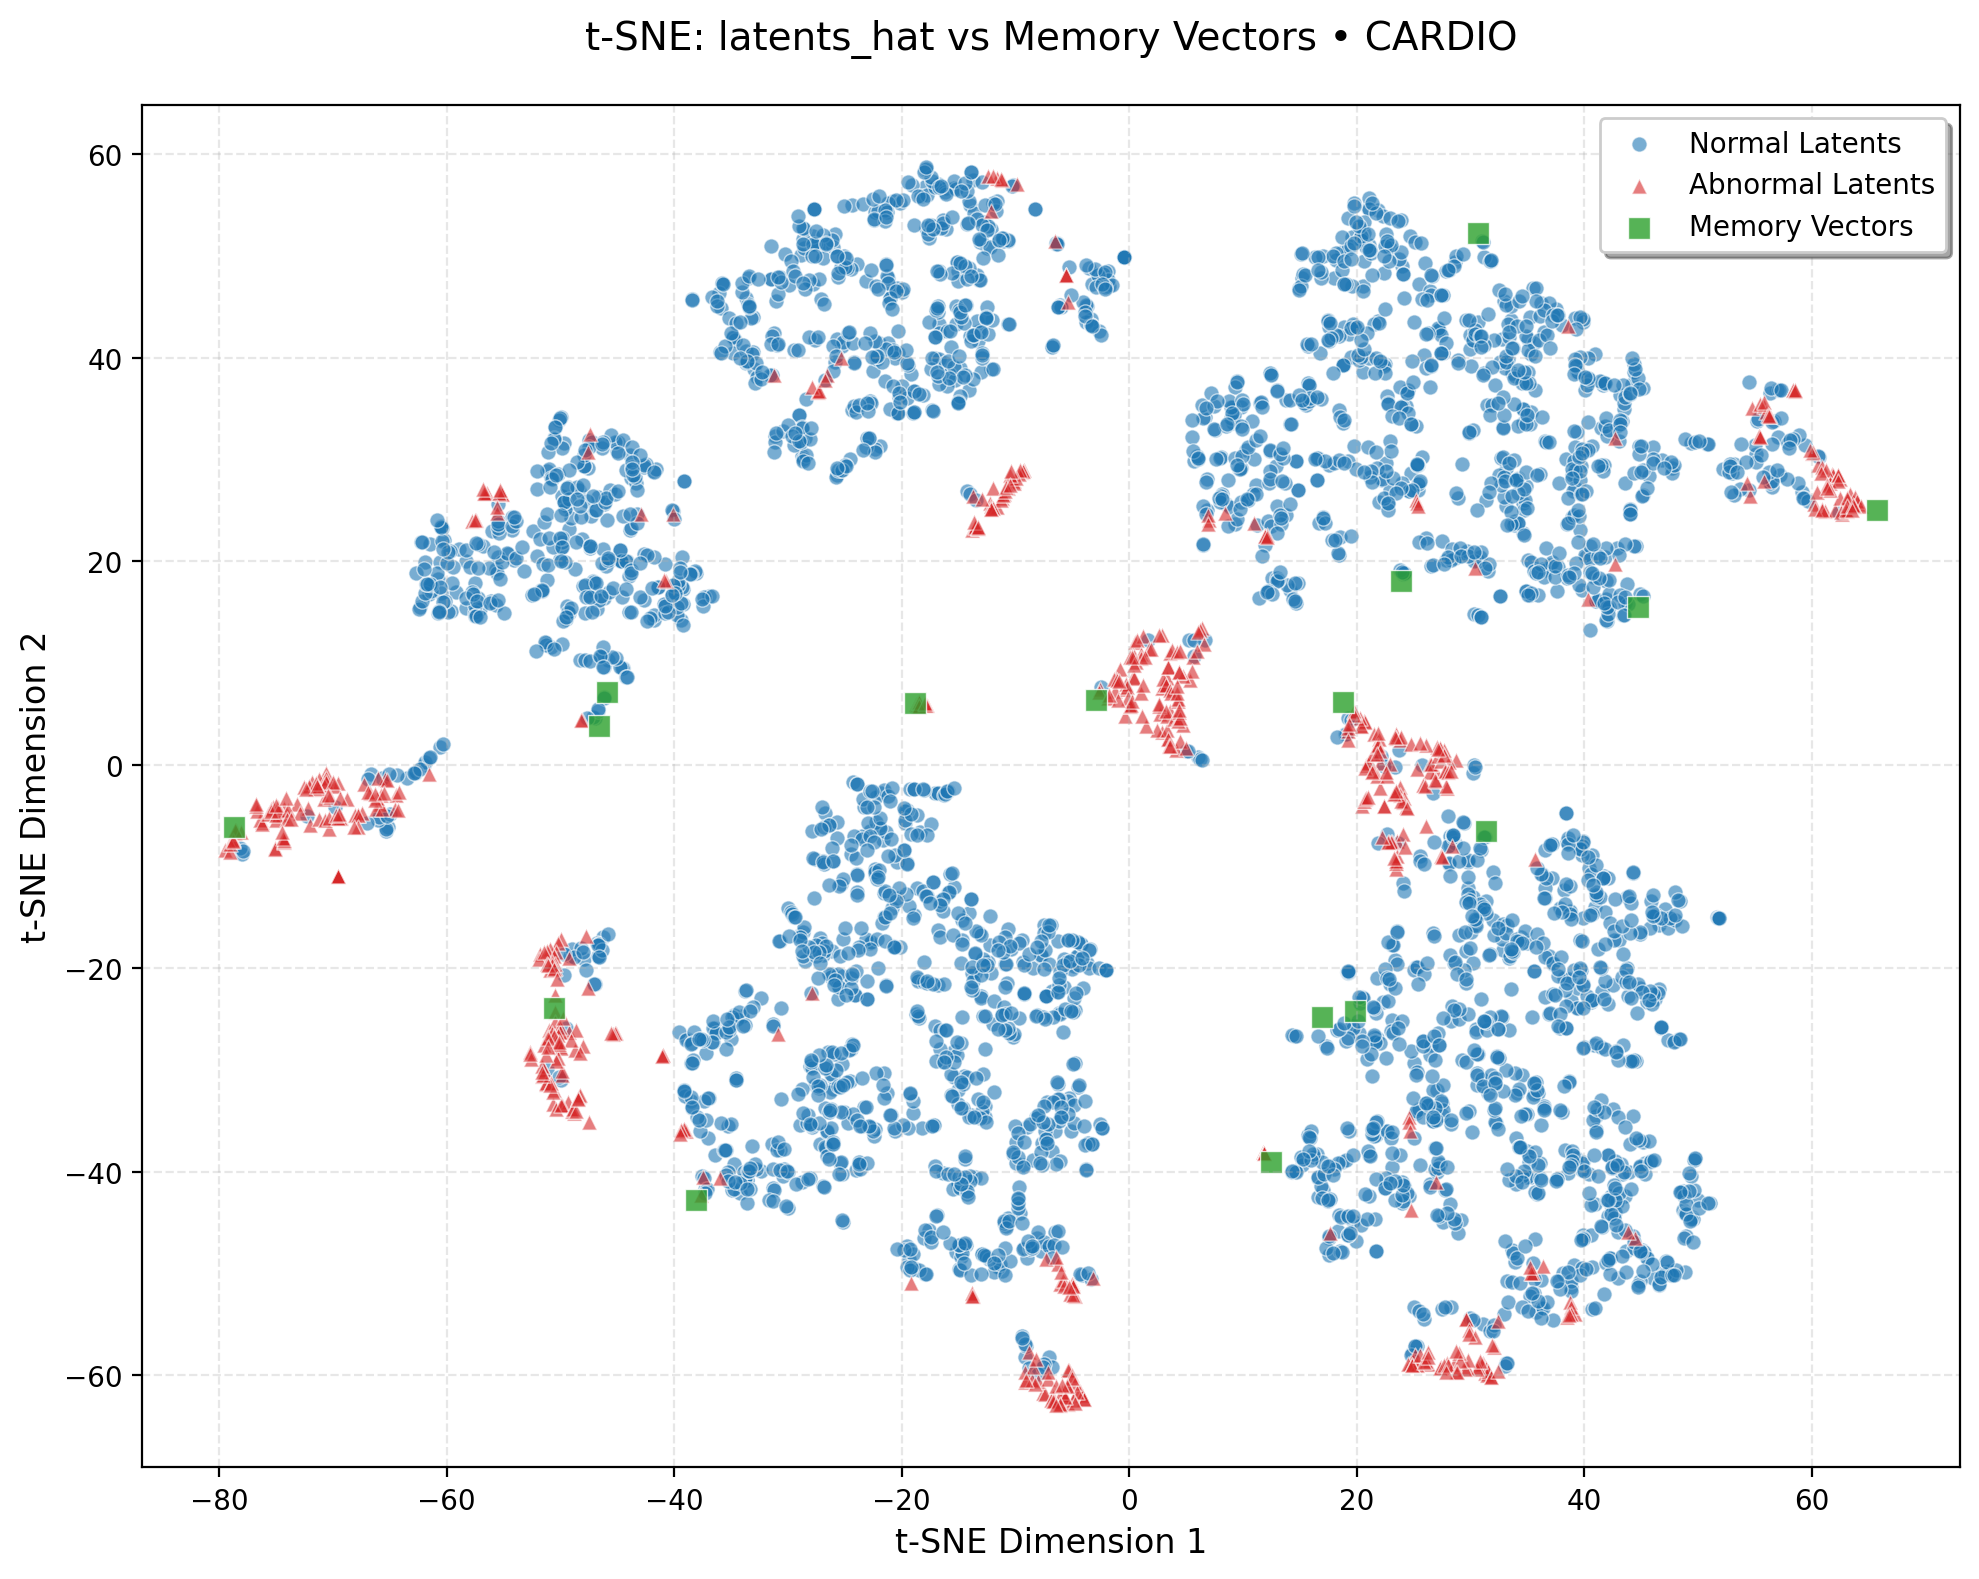 t-SNE: latents_hat vs Memory Vectors • CARDIO
Normal Latents
Abnormal Latents
Memory Vectors
60
40
20
0
−20
−40
−60
t-SNE Dimension 2
−80 −60 −40 −20 0 20 40 60
t-SNE Dimension 1